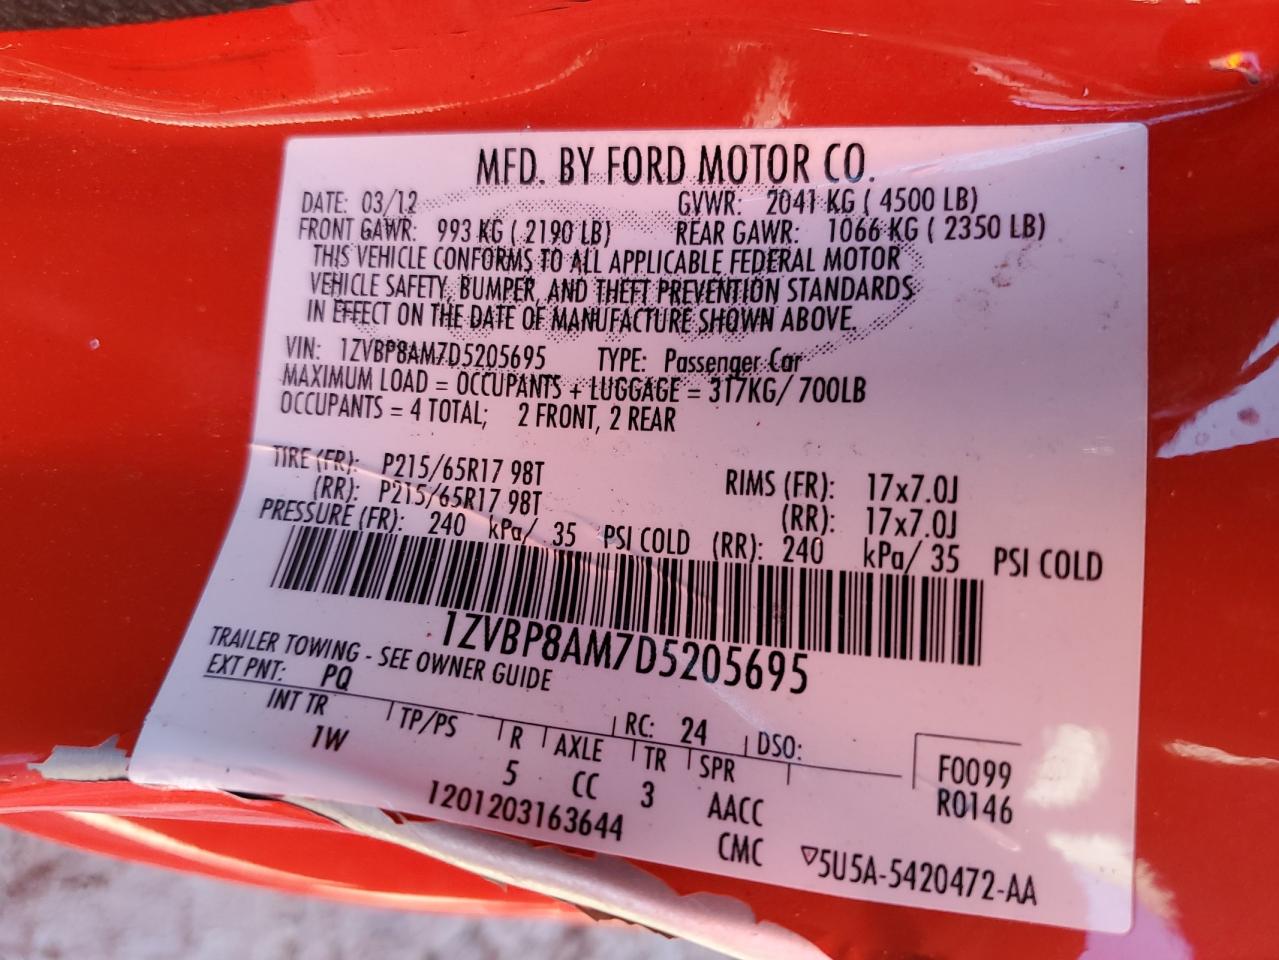 MFD. BY FORD MOTOR CO.
DATE: 03/12 GVWR: 2041 KG ( 4500 LB)
FRONT GAWR: 993 KG ( 2190 LB) REAR GAWR: 1066 KG ( 2350 LB)
THIS VEHICLE CONFORMS TO ALL APPLICABLE FEDERAL MOTOR
VEHICLE SAFETY, BUMPER, AND THEFT PREVENTION STANDARDS
IN EFFECT ON THE DATE OF MANUFACTURE SHOWN ABOVE.
VIN: 1ZVBP8AM7D5205695 TYPE: Passenger Car
MAXIMUM LOAD = OCCUPANTS + LUGGAGE = 317KG/ 700LB
OCCUPANTS = 4 TOTAL; 2 FRONT, 2 REAR
TIRE (FR): P215/65R17 98T RIMS (FR): 17x7.0J
(RR): P215/65R17 98T (RR): 17x7.0J
PRESSURE (FR): 240 kPa/ 35 PSI COLD (RR): 240 kPa/ 35 PSI COLD
1ZVBP8AM7D5205695
TRAILER TOWING - SEE OWNER GUIDE
EXT PNT: PQ RC: 24 DSO:
INT TR TP/PS R AXLE TR SPR F0099
1W 5 CC 3 AACC R0146
1201203163644 CMC ▽5U5A-5420472-AA